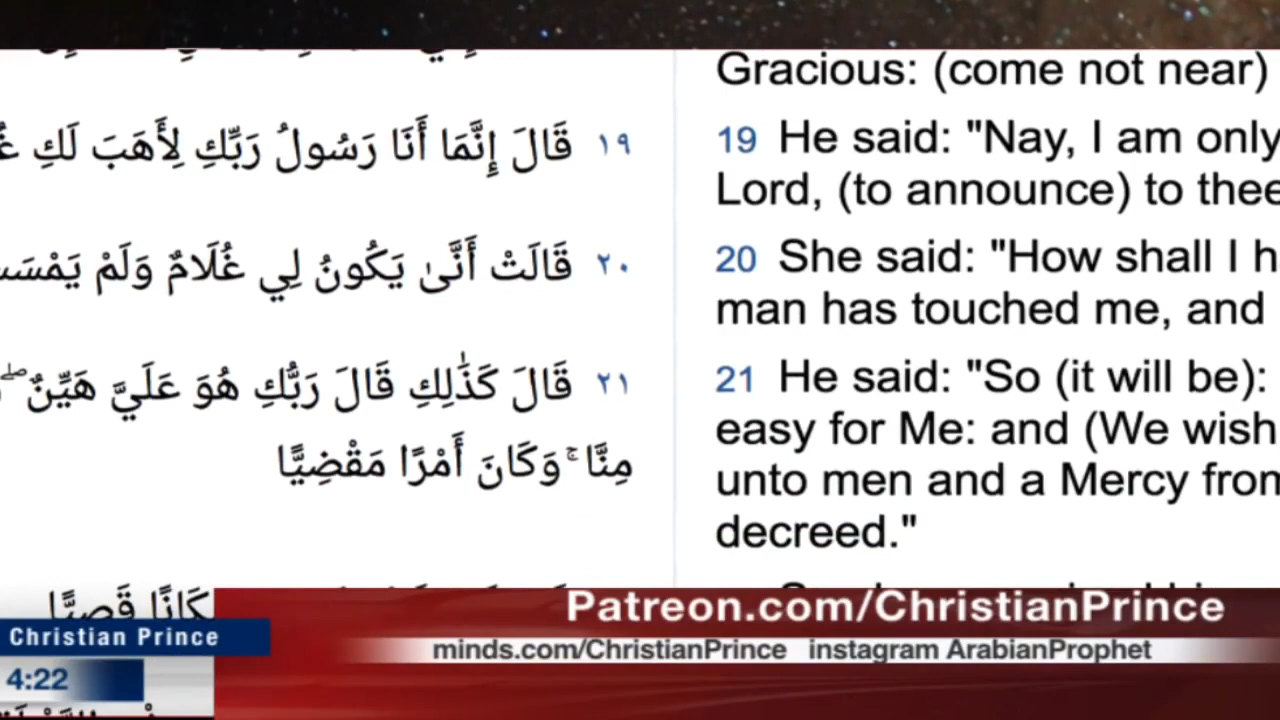 Gracious: (come not near)
١٩ قَالَ إِنَّمَا أَنَا رَسُولُ رَبِّكِ لِأَهَبَ لَكِ
19 He said: "Nay, I am only
Lord, (to announce) to thee
٢٠ قَالَتْ أَنَّىٰ يَكُونُ لِي غُلَامٌ وَلَمْ
20 She said: "How shall I
man has touched me, and
٢١ قَالَ كَذَٰلِكِ قَالَ رَبُّكِ هُوَ عَلَيَّ هَيِّنٌ ۖ
مِنَّا ۚ وَكَانَ أَمْرًا مَقْضِيًّا
21 He said: "So (it will be):
easy for Me: and (We wish
unto men and a Mercy from
decreed."
مَكَانًا قَصِيًّا
Patreon.com/ChristianPrince
Christian Prince
minds.com/ChristianPrince instagram ArabianProphet
4:22